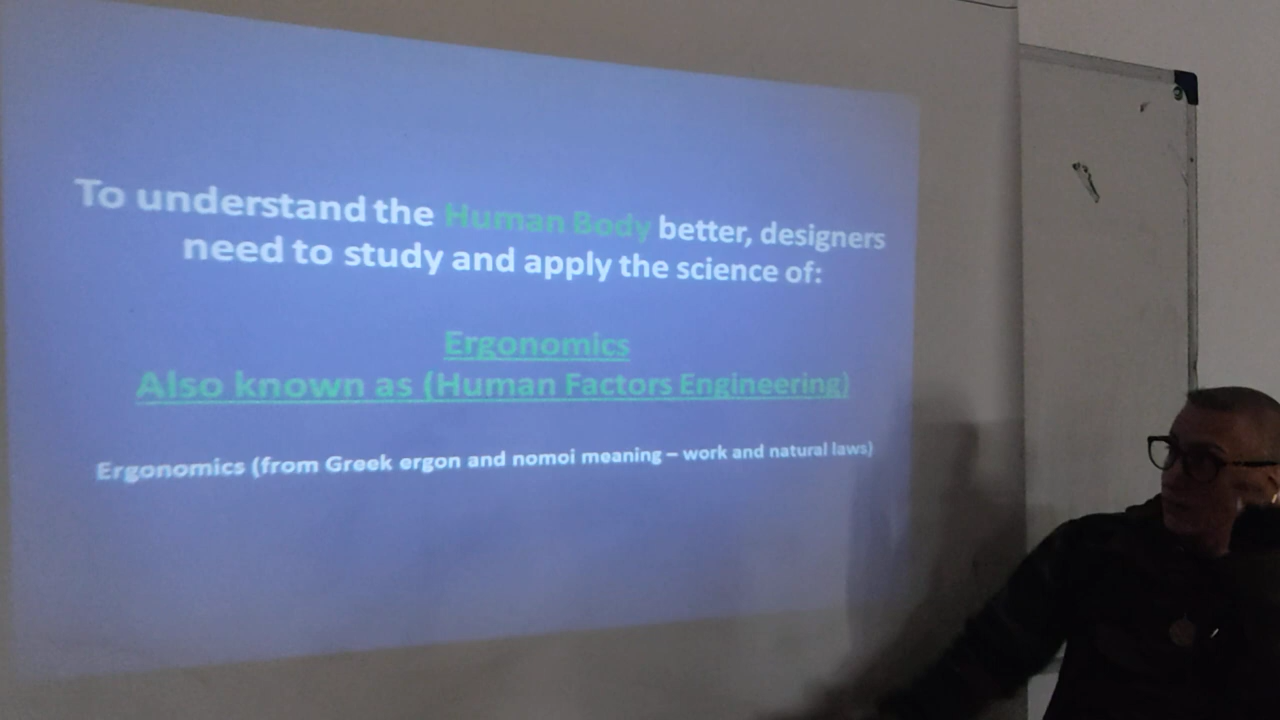 To understand the Human Body better, designers
need to study and apply the science of:
Ergonomics
Also known as (Human Factors Engineering)
Ergonomics (from Greek ergon and nomoi meaning – work and natural laws)